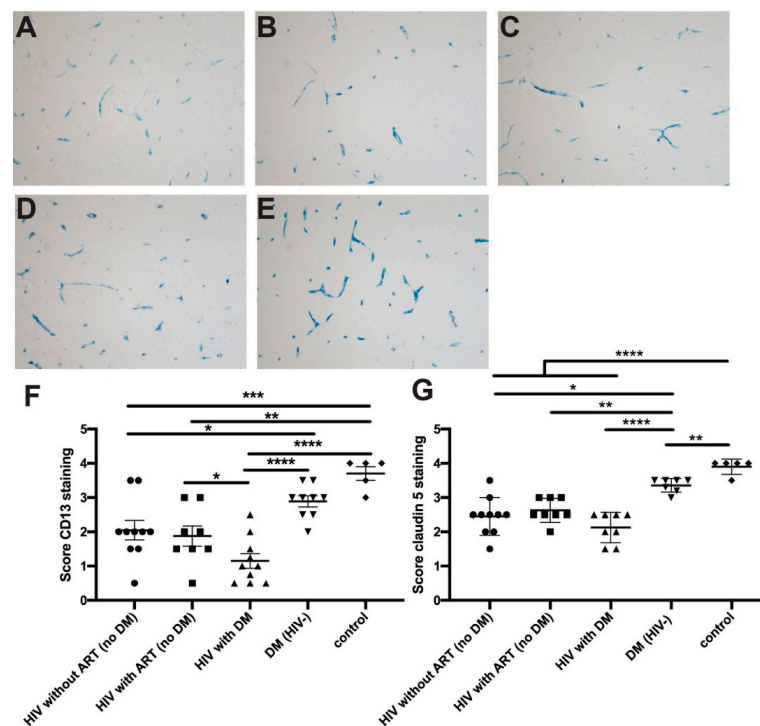 A
B
C
D
E
F
***
**
*
****
* ****
Score CD13 staining
5
4
3
2
1
0
HIV without ART (no DM)
HIV with ART (no DM)
HIV with DM
DM (HIV-)
control
G
****
*
**
****
**
Score claudin 5 staining
5
4
3
2
1
0
HIV without ART (no DM)
HIV with ART (no DM)
HIV with DM
DM (HIV-)
control